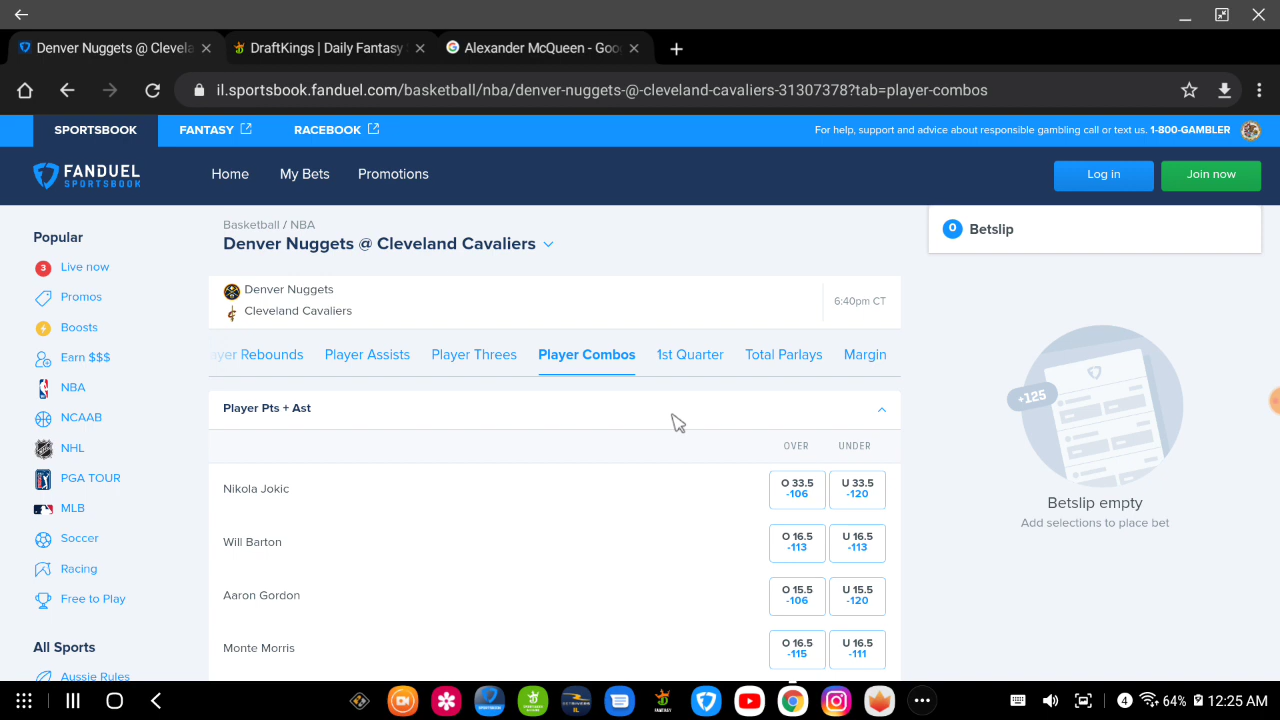 Denver Nuggets @ Clevela
DraftKings | Daily Fantasy
Alexander McQueen - Goo
il.sportsbook.fanduel.com/basketball/nba/denver-nuggets-@-cleveland-cavaliers-31307378?tab=player-combos
SPORTSBOOK FANTASY RACEBOOK For help, support and advice about responsible gambling call or text us. 1-800-GAMBLER
FANDUEL
SPORTSBOOK
Home My Bets Promotions Log in Join now
Popular
3 Live now
Promos
Boosts
Earn $$$
NBA
NCAAB
NHL
PGA TOUR
MLB
Soccer
Racing
Free to Play
All Sports
Aussie Rules
Basketball / NBA
Denver Nuggets @ Cleveland Cavaliers
Denver Nuggets
Cleveland Cavaliers
6:40pm CT
ayer Rebounds Player Assists Player Threes Player Combos 1st Quarter Total Parlays Margin
Player Pts + Ast
OVER UNDER
Nikola Jokic O 33.5 -106 U 33.5 -120
Will Barton O 16.5 -113 U 16.5 -113
Aaron Gordon O 15.5 -106 U 15.5 -120
Monte Morris O 16.5 -115 U 16.5 -111
0 Betslip
+125
Betslip empty
Add selections to place bet
4 64% 12:25 AM